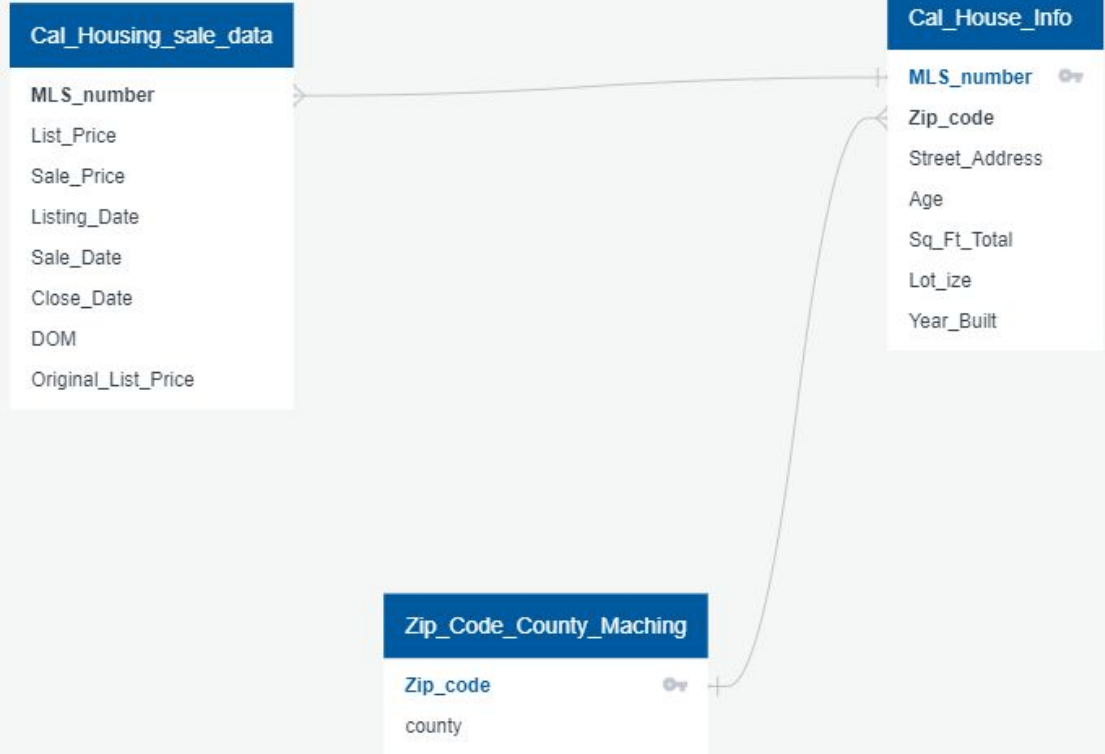 Cal_Housing_sale_data
MLS_number
List_Price
Sale_Price
Listing_Date
Sale_Date
Close_Date
DOM
Original_List_Price
Cal_House_Info
MLS_number
Zip_code
Street_Address
Age
Sq_Ft_Total
Lot_ize
Year_Built
Zip_Code_County_Maching
Zip_code
county